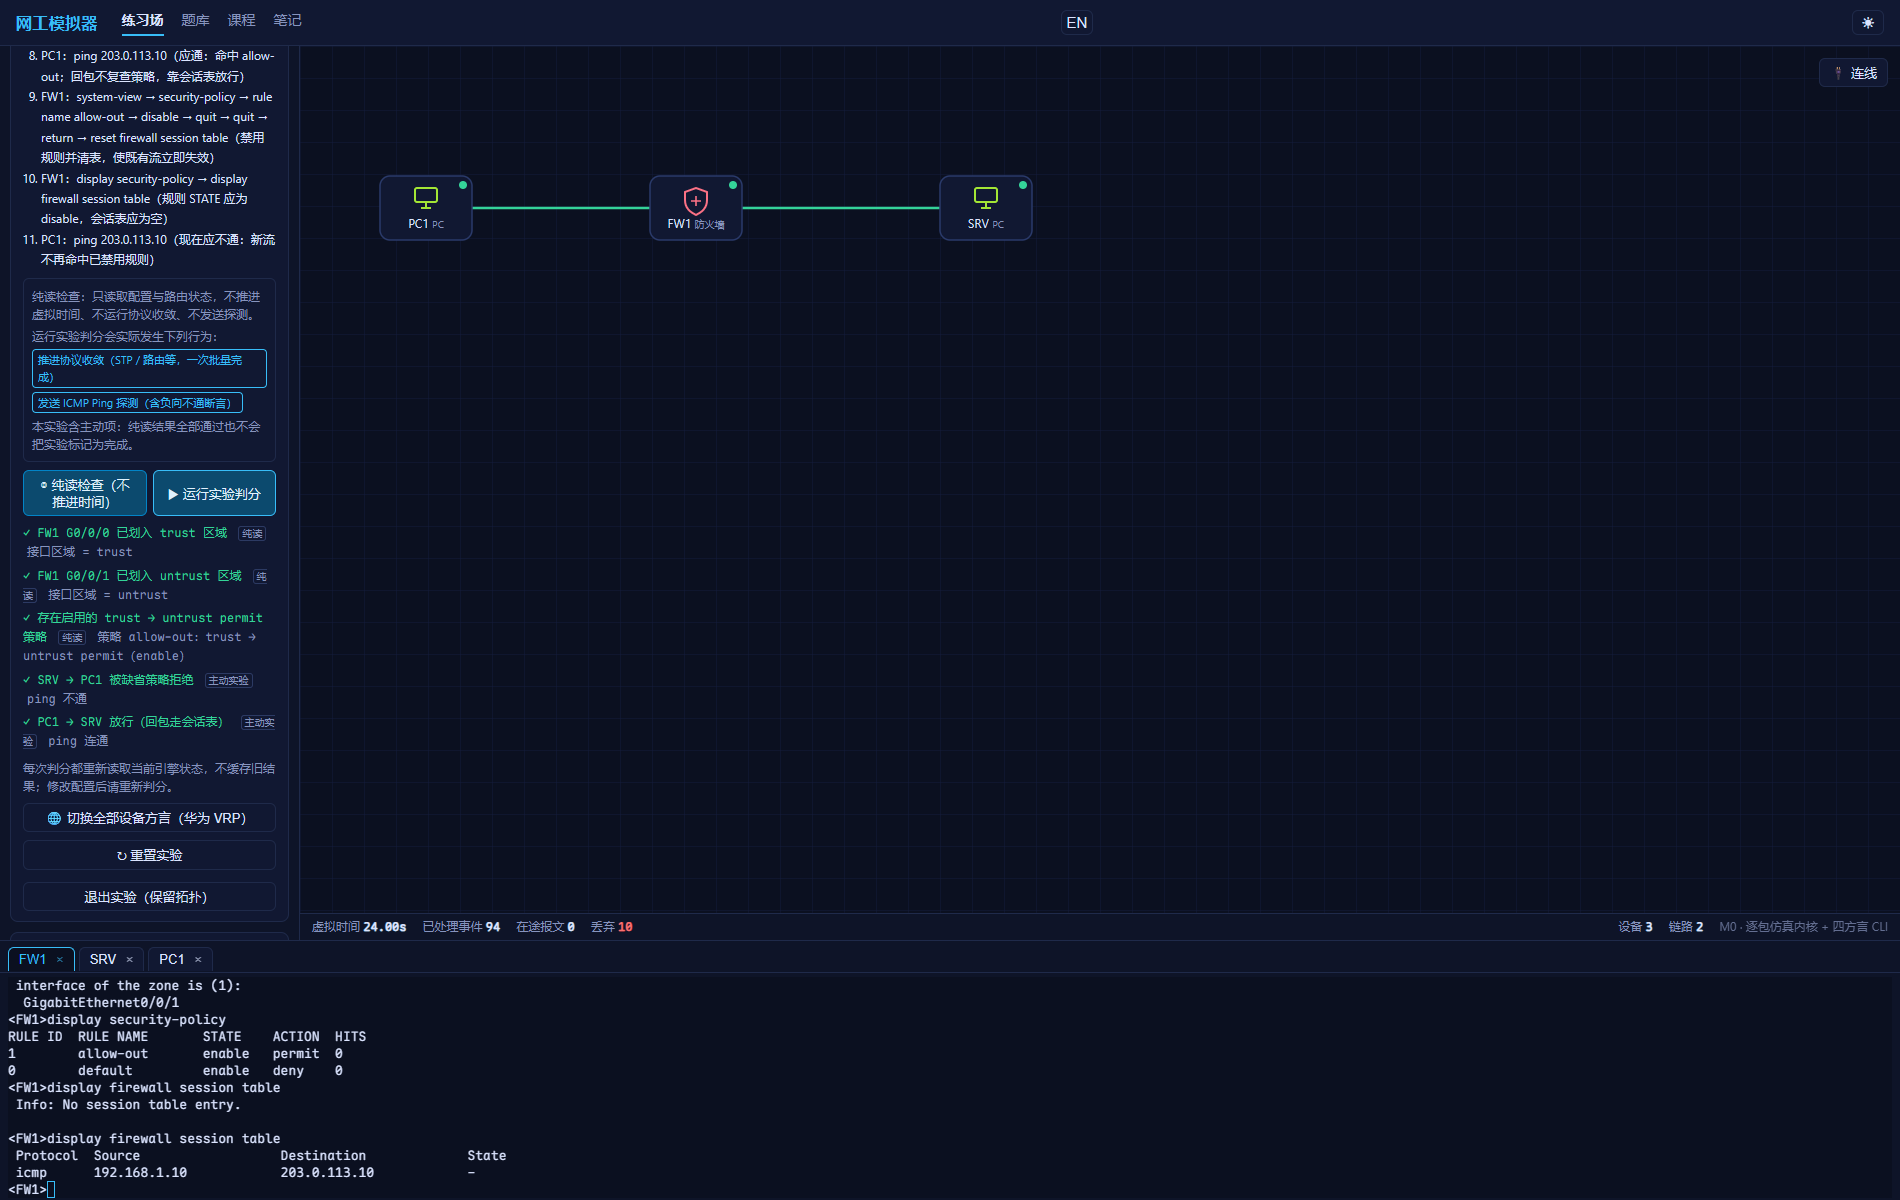 网工模拟器 练习场 题库 课程 笔记 EN
8. PC1：ping 203.0.113.10（应通：命中 allow-
out；回包不复查策略，靠会话表放行）
9. FW1：system-view → security-policy → rule
name allow-out → disable → quit → quit →
return → reset firewall session table（禁用
规则并清表，使既有流立即失效）
10. FW1：display security-policy → display
firewall session table（规则 STATE 应为
disable，会话表应为空）
11. PC1：ping 203.0.113.10（现在应不通：新流
不再命中已禁用规则）
纯读检查：只读取配置与路由状态，不推进
虚拟时间、不运行协议收敛、不发送探测。
运行实验判分会实际发生下列行为：
推进协议收敛（STP / 路由等，一次批量完
成）
发送 ICMP Ping 探测（含负向不通断言）
本实验含主动项：纯读结果全部通过也不会
把实验标记为完成。
纯读检查（不
推进时间）
▶ 运行实验判分
✓ FW1 G0/0/0 已划入 trust 区域 纯读
接口区域 = trust
✓ FW1 G0/0/1 已划入 untrust 区域 纯
读 接口区域 = untrust
✓ 存在启用的 trust → untrust permit
策略 纯读 策略 allow-out: trust →
untrust permit (enable)
✓ SRV → PC1 被缺省策略拒绝 主动实验
ping 不通
✓ PC1 → SRV 放行（回包走会话表） 主动实
验 ping 连通
每次判分都重新读取当前引擎状态，不缓存旧结
果；修改配置后请重新判分。
切换全部设备方言（华为 VRP）
↻ 重置实验
退出实验（保留拓扑）
连线
PC1 PC
FW1 防火墙
SRV PC
虚拟时间 24.00s 已处理事件 94 在途报文 0 丢弃 10
设备 3 链路 2 M0 · 逐包仿真内核 + 四方言 CLI
FW1 × SRV × PC1 ×
interface of the zone is (1):
GigabitEthernet0/0/1
<FW1>display security-policy
RULE ID RULE NAME STATE ACTION HITS
1 allow-out enable permit 0
0 default enable deny 0
<FW1>display firewall session table
Info: No session table entry.
<FW1>display firewall session table
Protocol Source Destination State
icmp 192.168.1.10 203.0.113.10 -
<FW1>